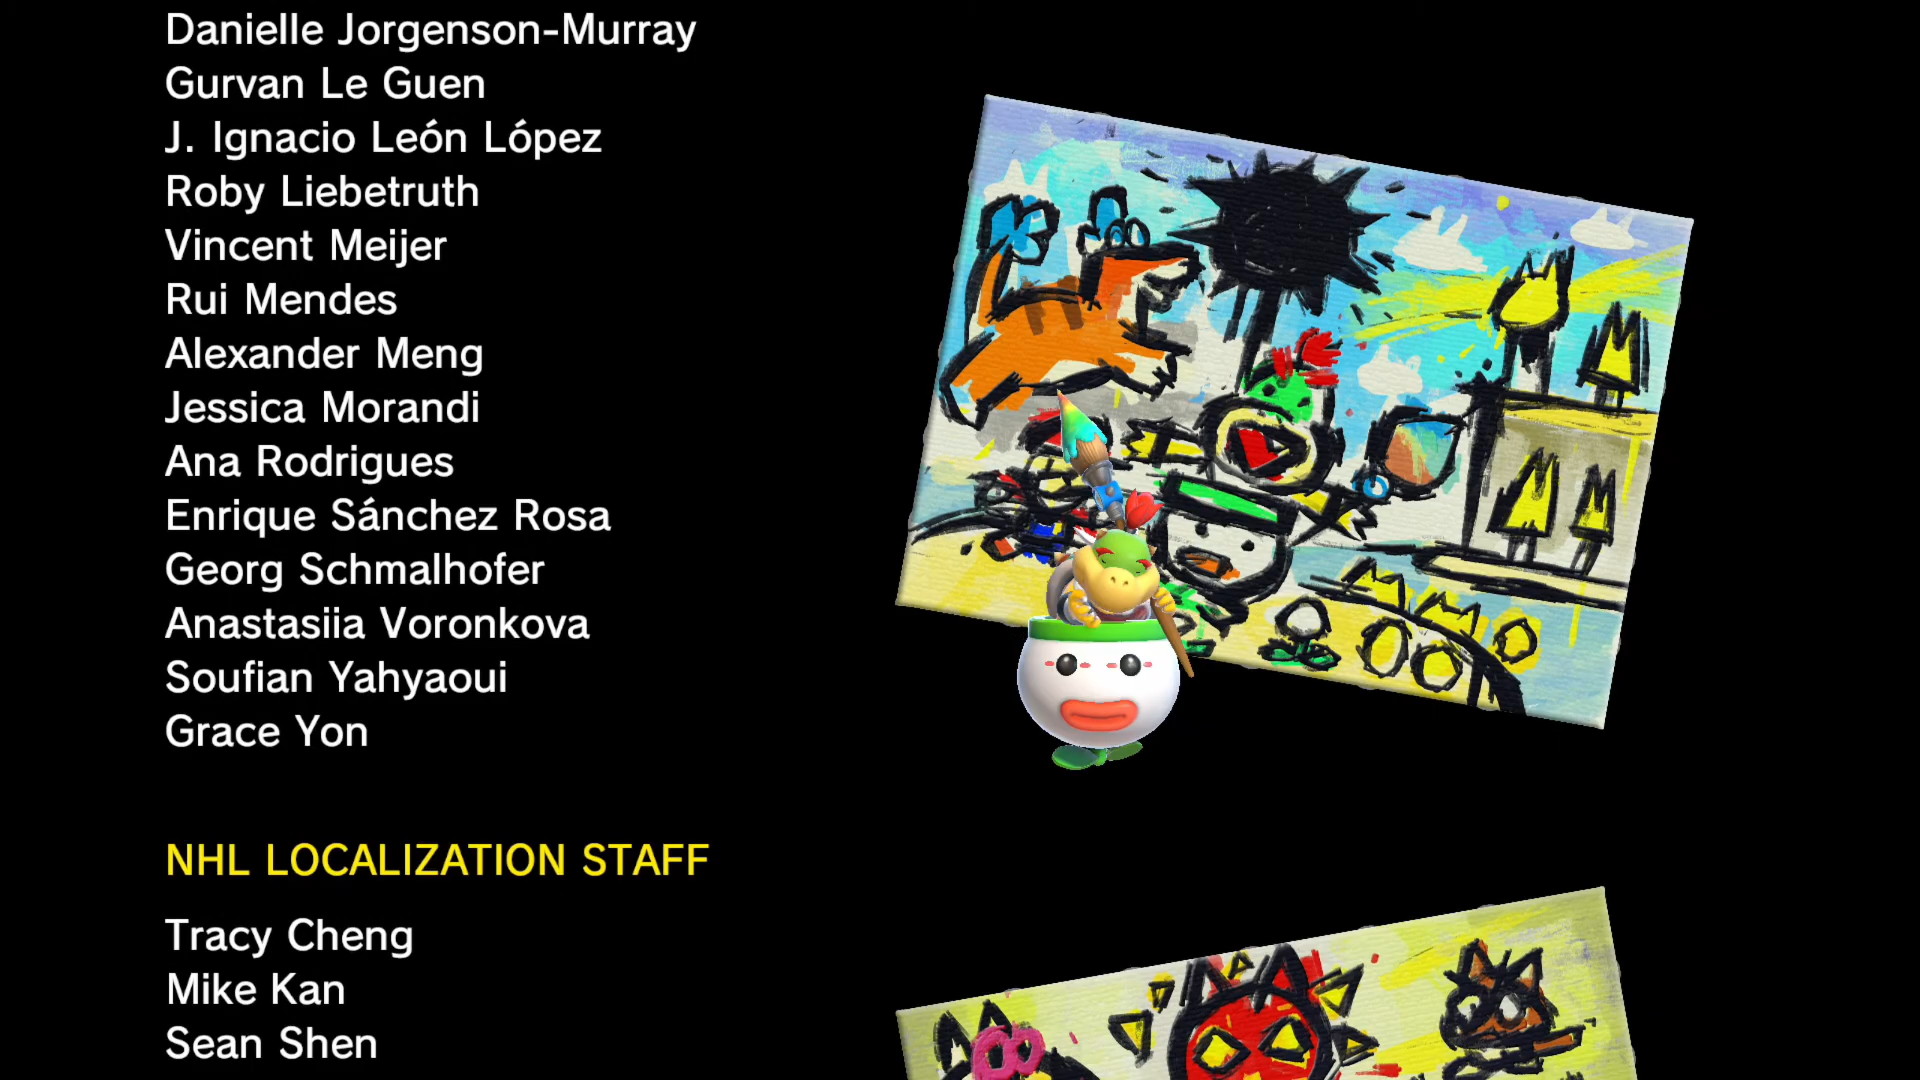 Danielle Jorgenson-Murray
Gurvan Le Guen
J. Ignacio León López
Roby Liebetruth
Vincent Meijer
Rui Mendes
Alexander Meng
Jessica Morandi
Ana Rodrigues
Enrique Sánchez Rosa
Georg Schmalhofer
Anastasiia Voronkova
Soufian Yahyaoui
Grace Yon
NHL LOCALIZATION STAFF
Tracy Cheng
Mike Kan
Sean Shen